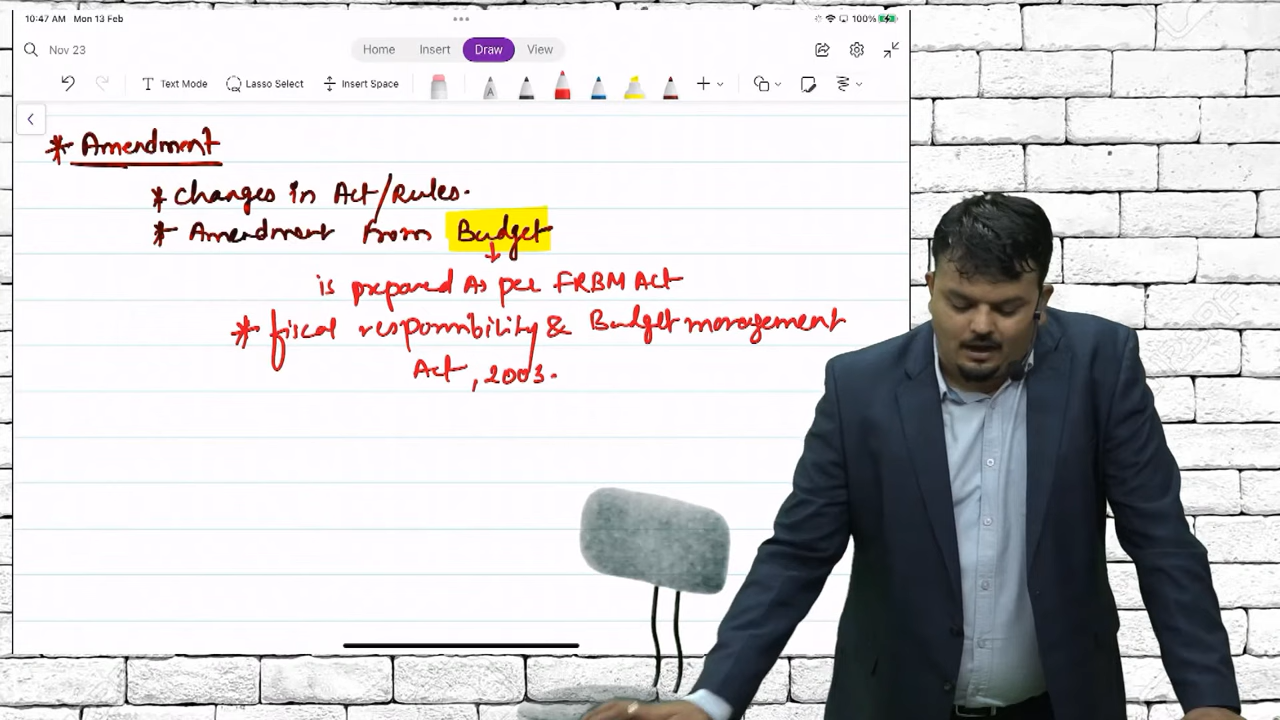 10:47 AM Mon 13 Feb
100%
Nov 23
Home Insert Draw View
Text Mode Lasso Select Insert Space
* Amendment
* Changes in Act/Rules.
* Amendment from Budget
is prepared As per FRBM Act
* fiscal responsibility & Budget management
Act, 2003.